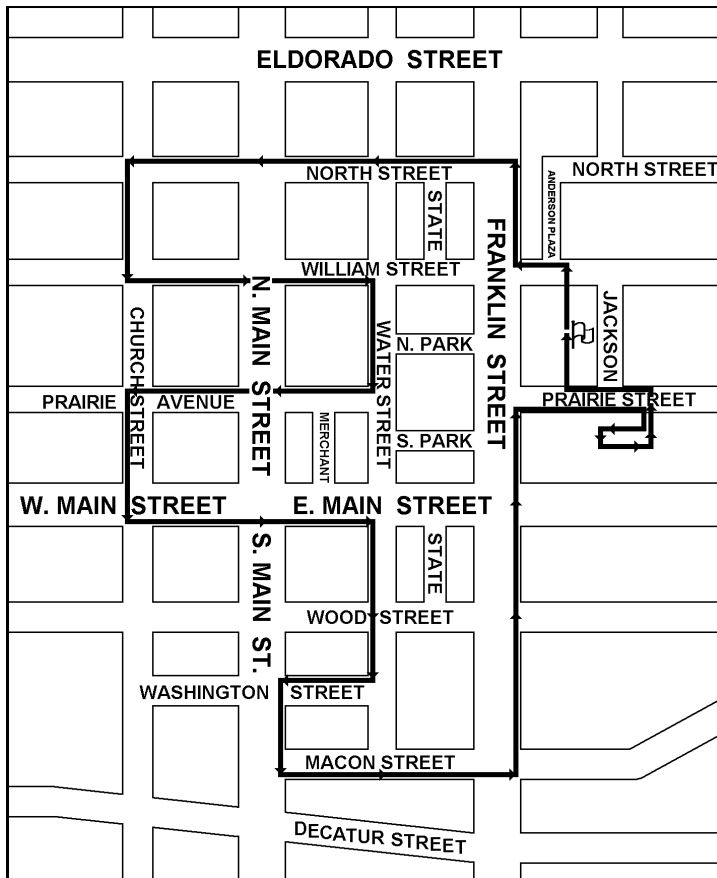 ELDORADO STREET
NORTH STREET
NORTH STREET
ANDERSON PLAZA
STATE
FRANKLIN STREET
WILLIAM STREET
N. MAIN STREET
JACKSON
CHURCH STREET
WATER STREET
N. PARK
PRAIRIE AVENUE
PRAIRIE STREET
MERCHANT
S. PARK
W. MAIN STREET
E. MAIN STREET
S. MAIN ST.
STATE
WOOD STREET
WASHINGTON STREET
MACON STREET
DECATUR STREET